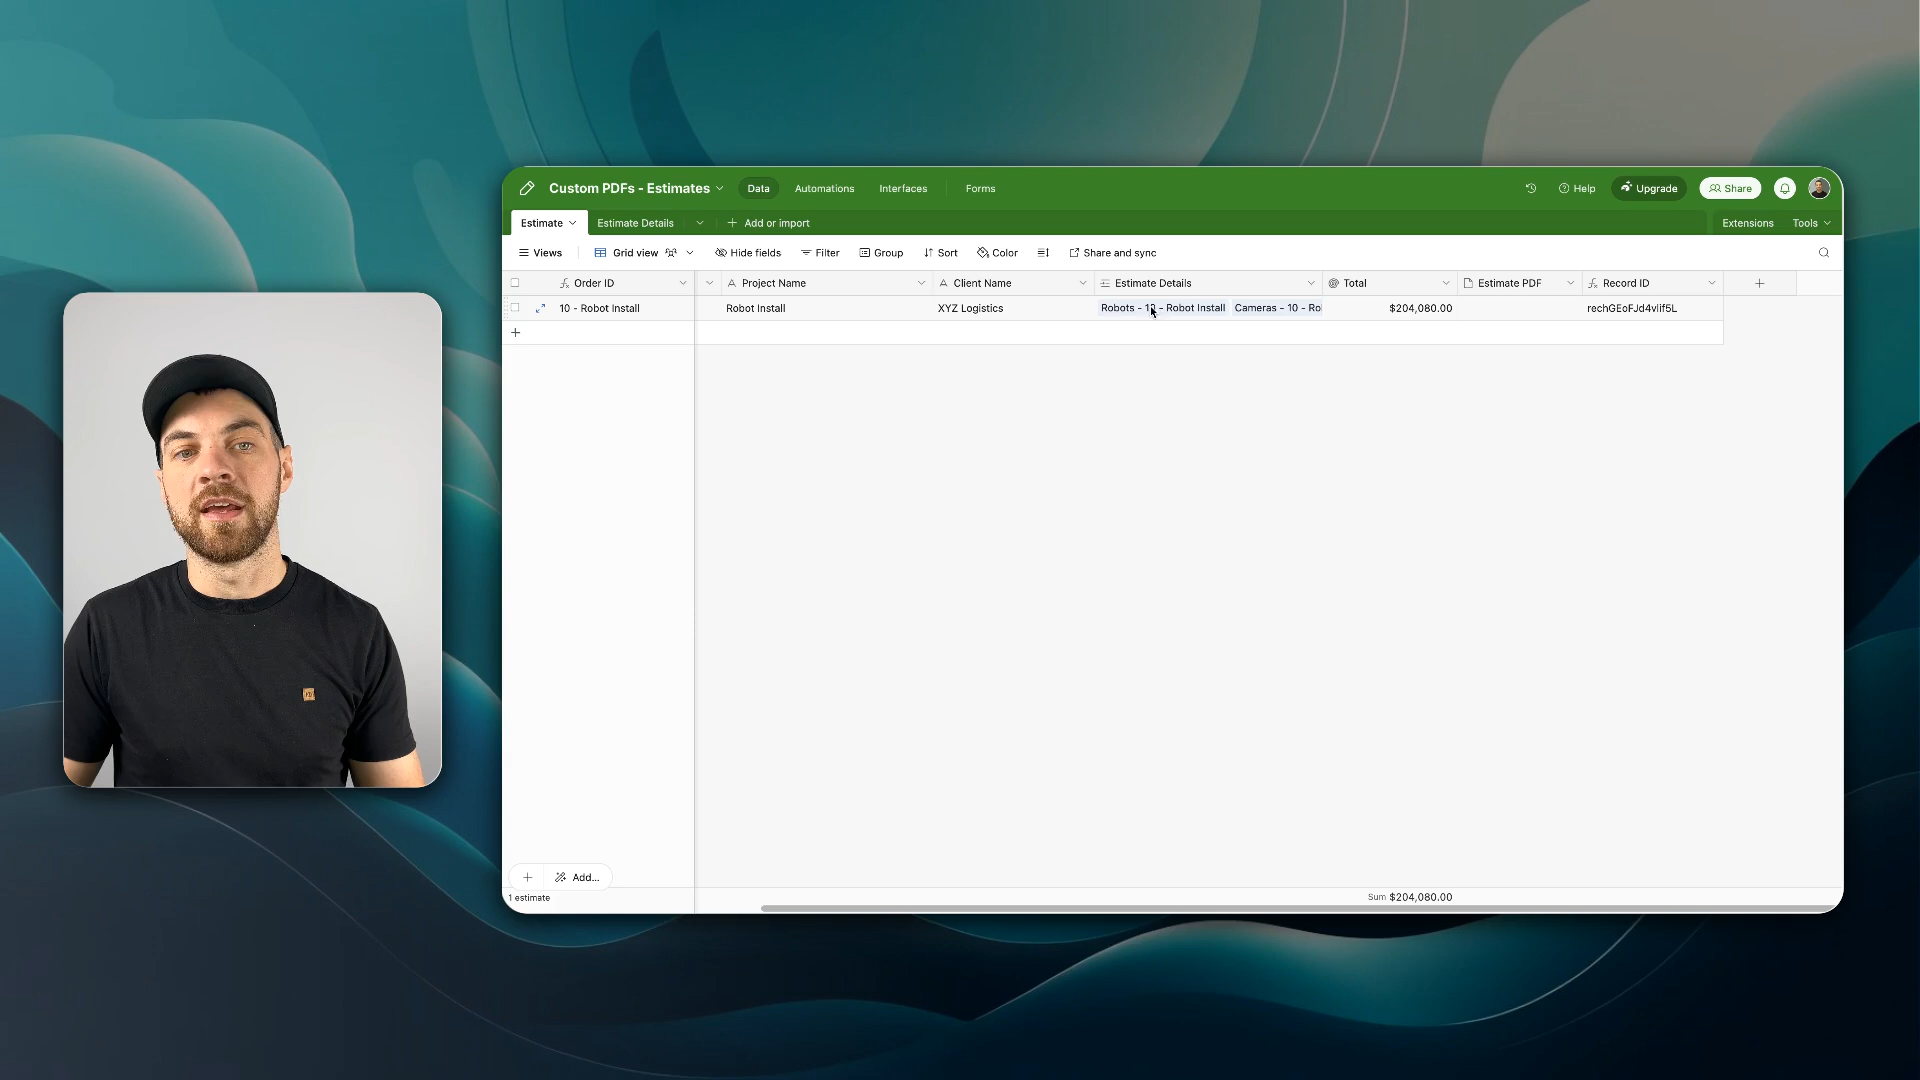 Custom PDFs - Estimates Data Automations Interfaces Forms Help Upgrade Share
Estimate Estimate Details Add or import Extensions Tools
Views Grid view Hide fields Filter Group Sort Color Share and sync
Order ID Project Name Client Name Estimate Details Total Estimate PDF Record ID
10 - Robot Install Robot Install XYZ Logistics Robots - 10 - Robot Install Cameras - 10 - Ro $204,080.00 rechGEoFJd4vIif5L
Add...
1 estimate Sum $204,080.00